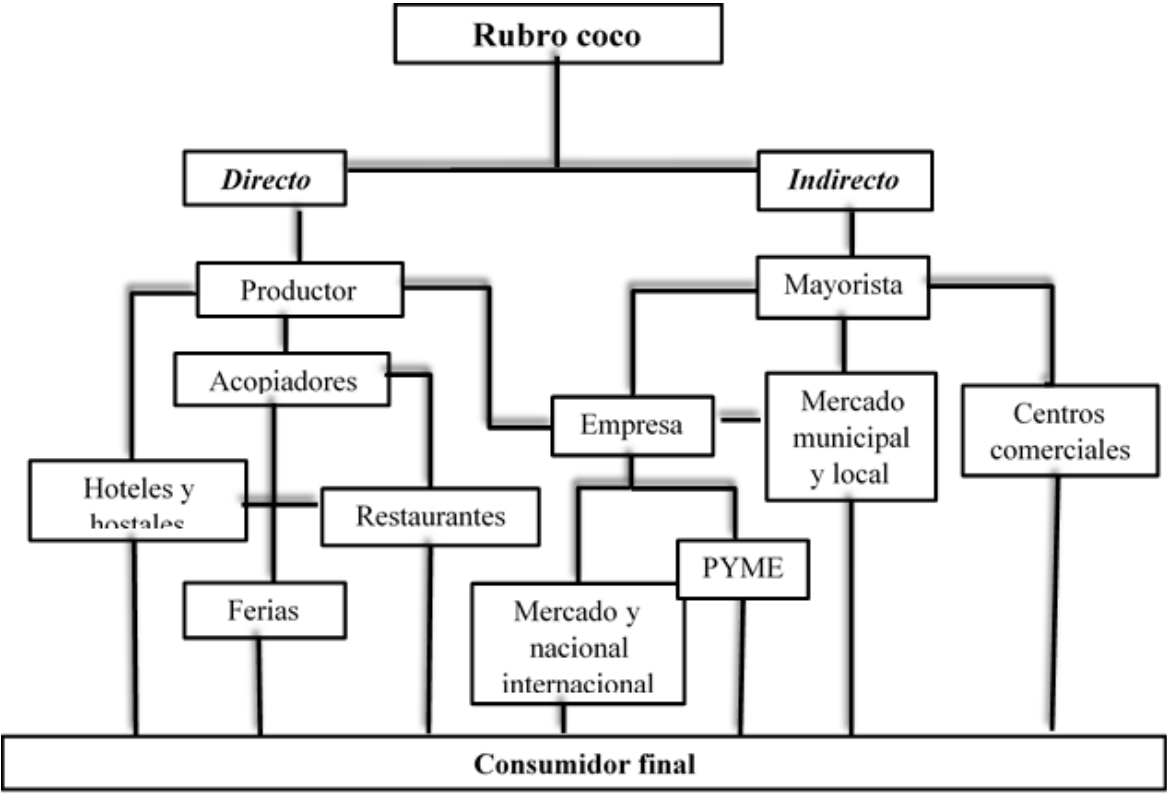 Rubro coco
Directo
Indirecto
Productor
Mayorista
Acopiadores
Empresa
Mercado
municipal
y local
Centros
comerciales
Hoteles y
hostales
Restaurantes
PYME
Ferias
Mercado y
nacional
internacional
Consumidor final